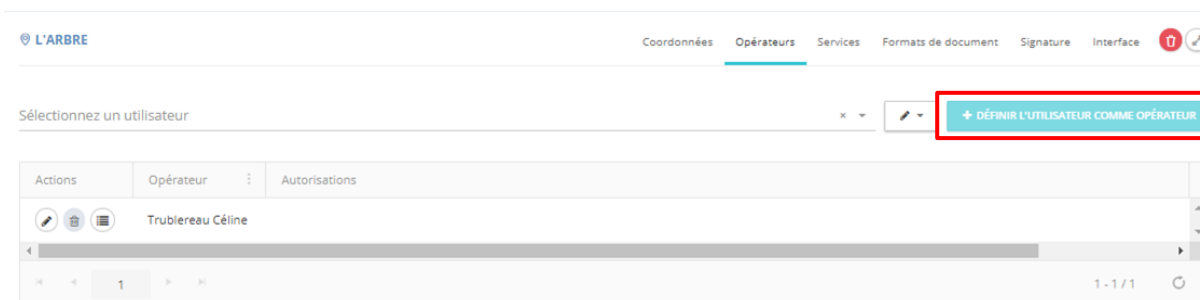 L'ARBRE
Coordonnées Opérateurs Services Formats de document Signature Interface
Sélectionnez un utilisateur
+ DÉFINIR L'UTILISATEUR COMME OPÉRATEUR
Actions Opérateur Autorisations
Trublereau Céline
1
1 - 1 / 1